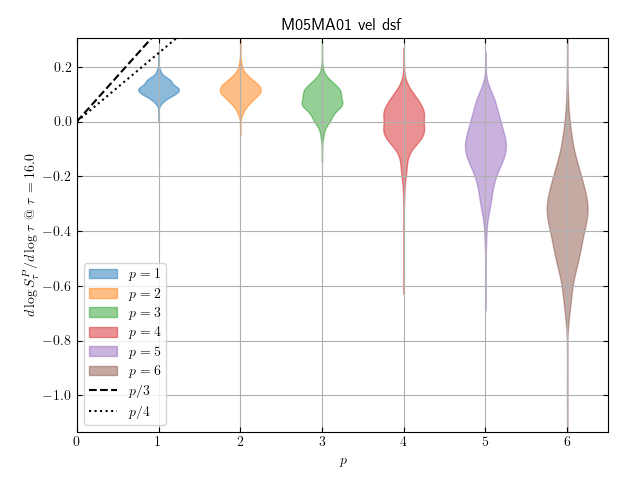 M05MA01 vel dsf
d log S_τ^P / d log τ @ τ = 16.0
0.2
0.0
−0.2
−0.4
−0.6
−0.8
−1.0
p = 1
p = 2
p = 3
p = 4
p = 5
p = 6
p/3
p/4
0 1 2 3 4 5 6
p